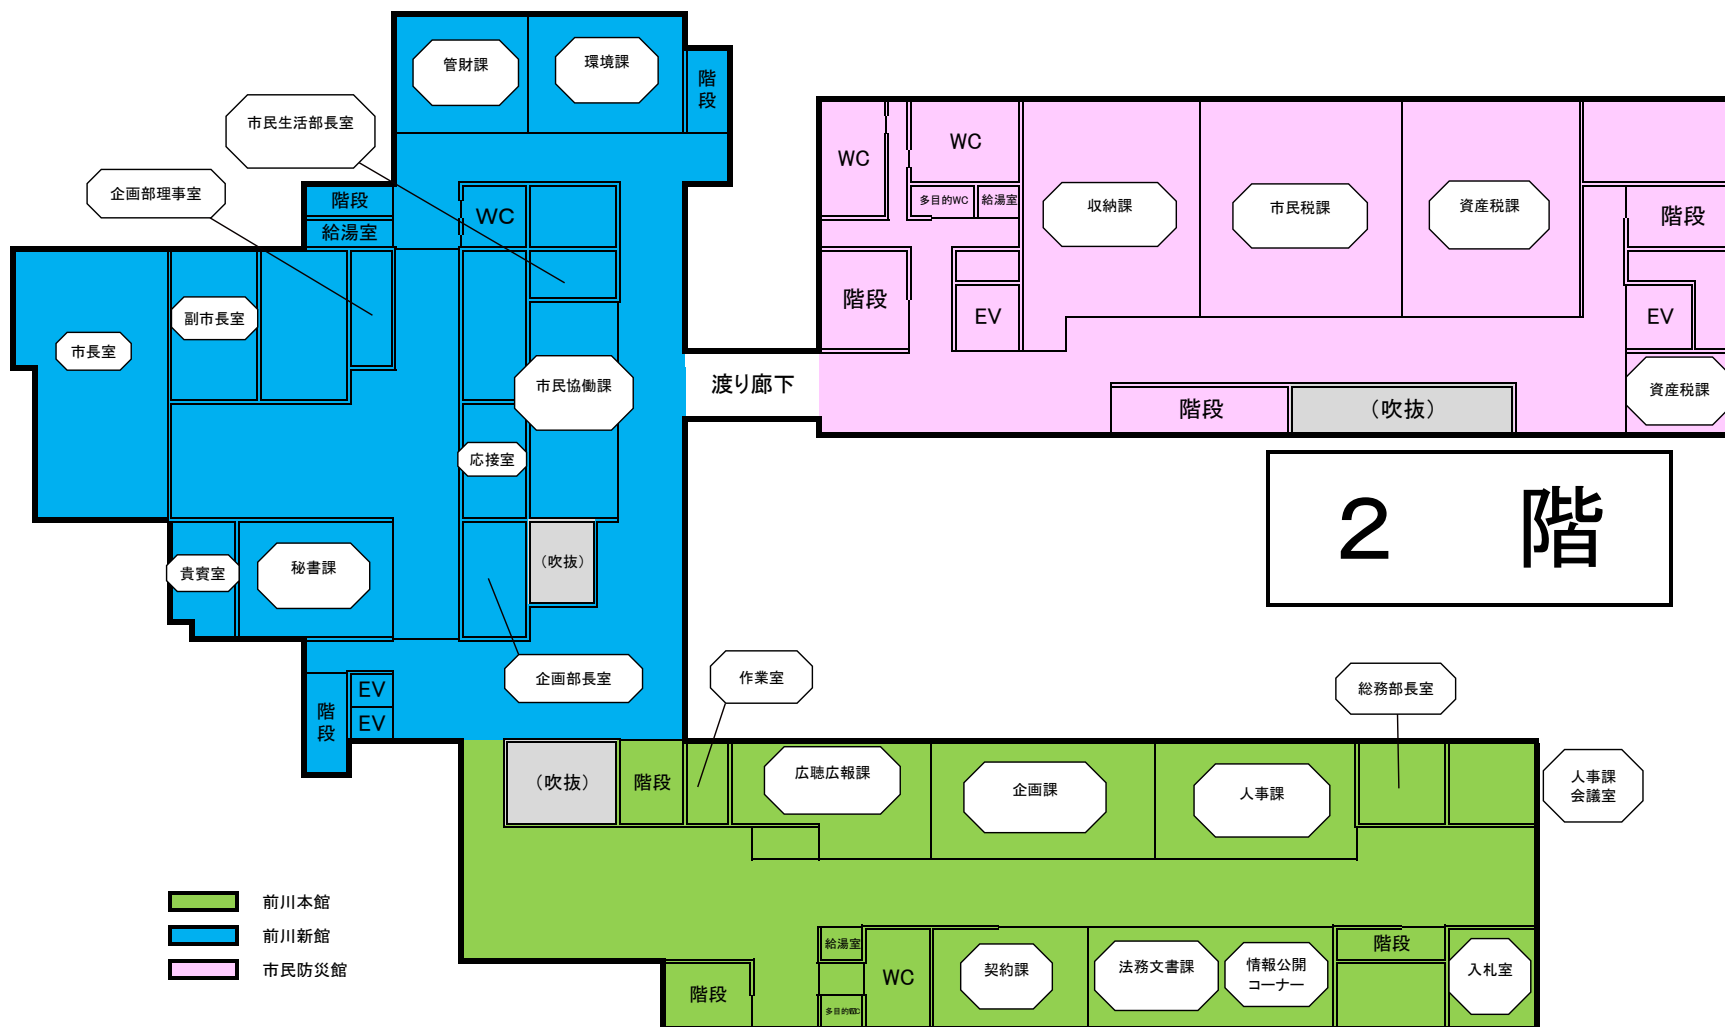 管財課
環境課
階段
市民生活部長室
企画部理事室
階段
給湯室
WC
市長室
副市長室
市民協働課
応接室
貴賓室
秘書課
(吹抜)
企画部長室
階段
EV
EV
渡り廊下
WC
WC
多目的WC
給湯室
収納課
市民税課
資産税課
階段
階段
EV
EV
資産税課
階段
(吹抜)
2 階
作業室
総務部長室
(吹抜)
階段
広聴広報課
企画課
人事課
人事課
会議室
給湯室
階段
多目的WC
WC
契約課
法務文書課
情報公開
コーナー
階段
入札室
前川本館
前川新館
市民防災館